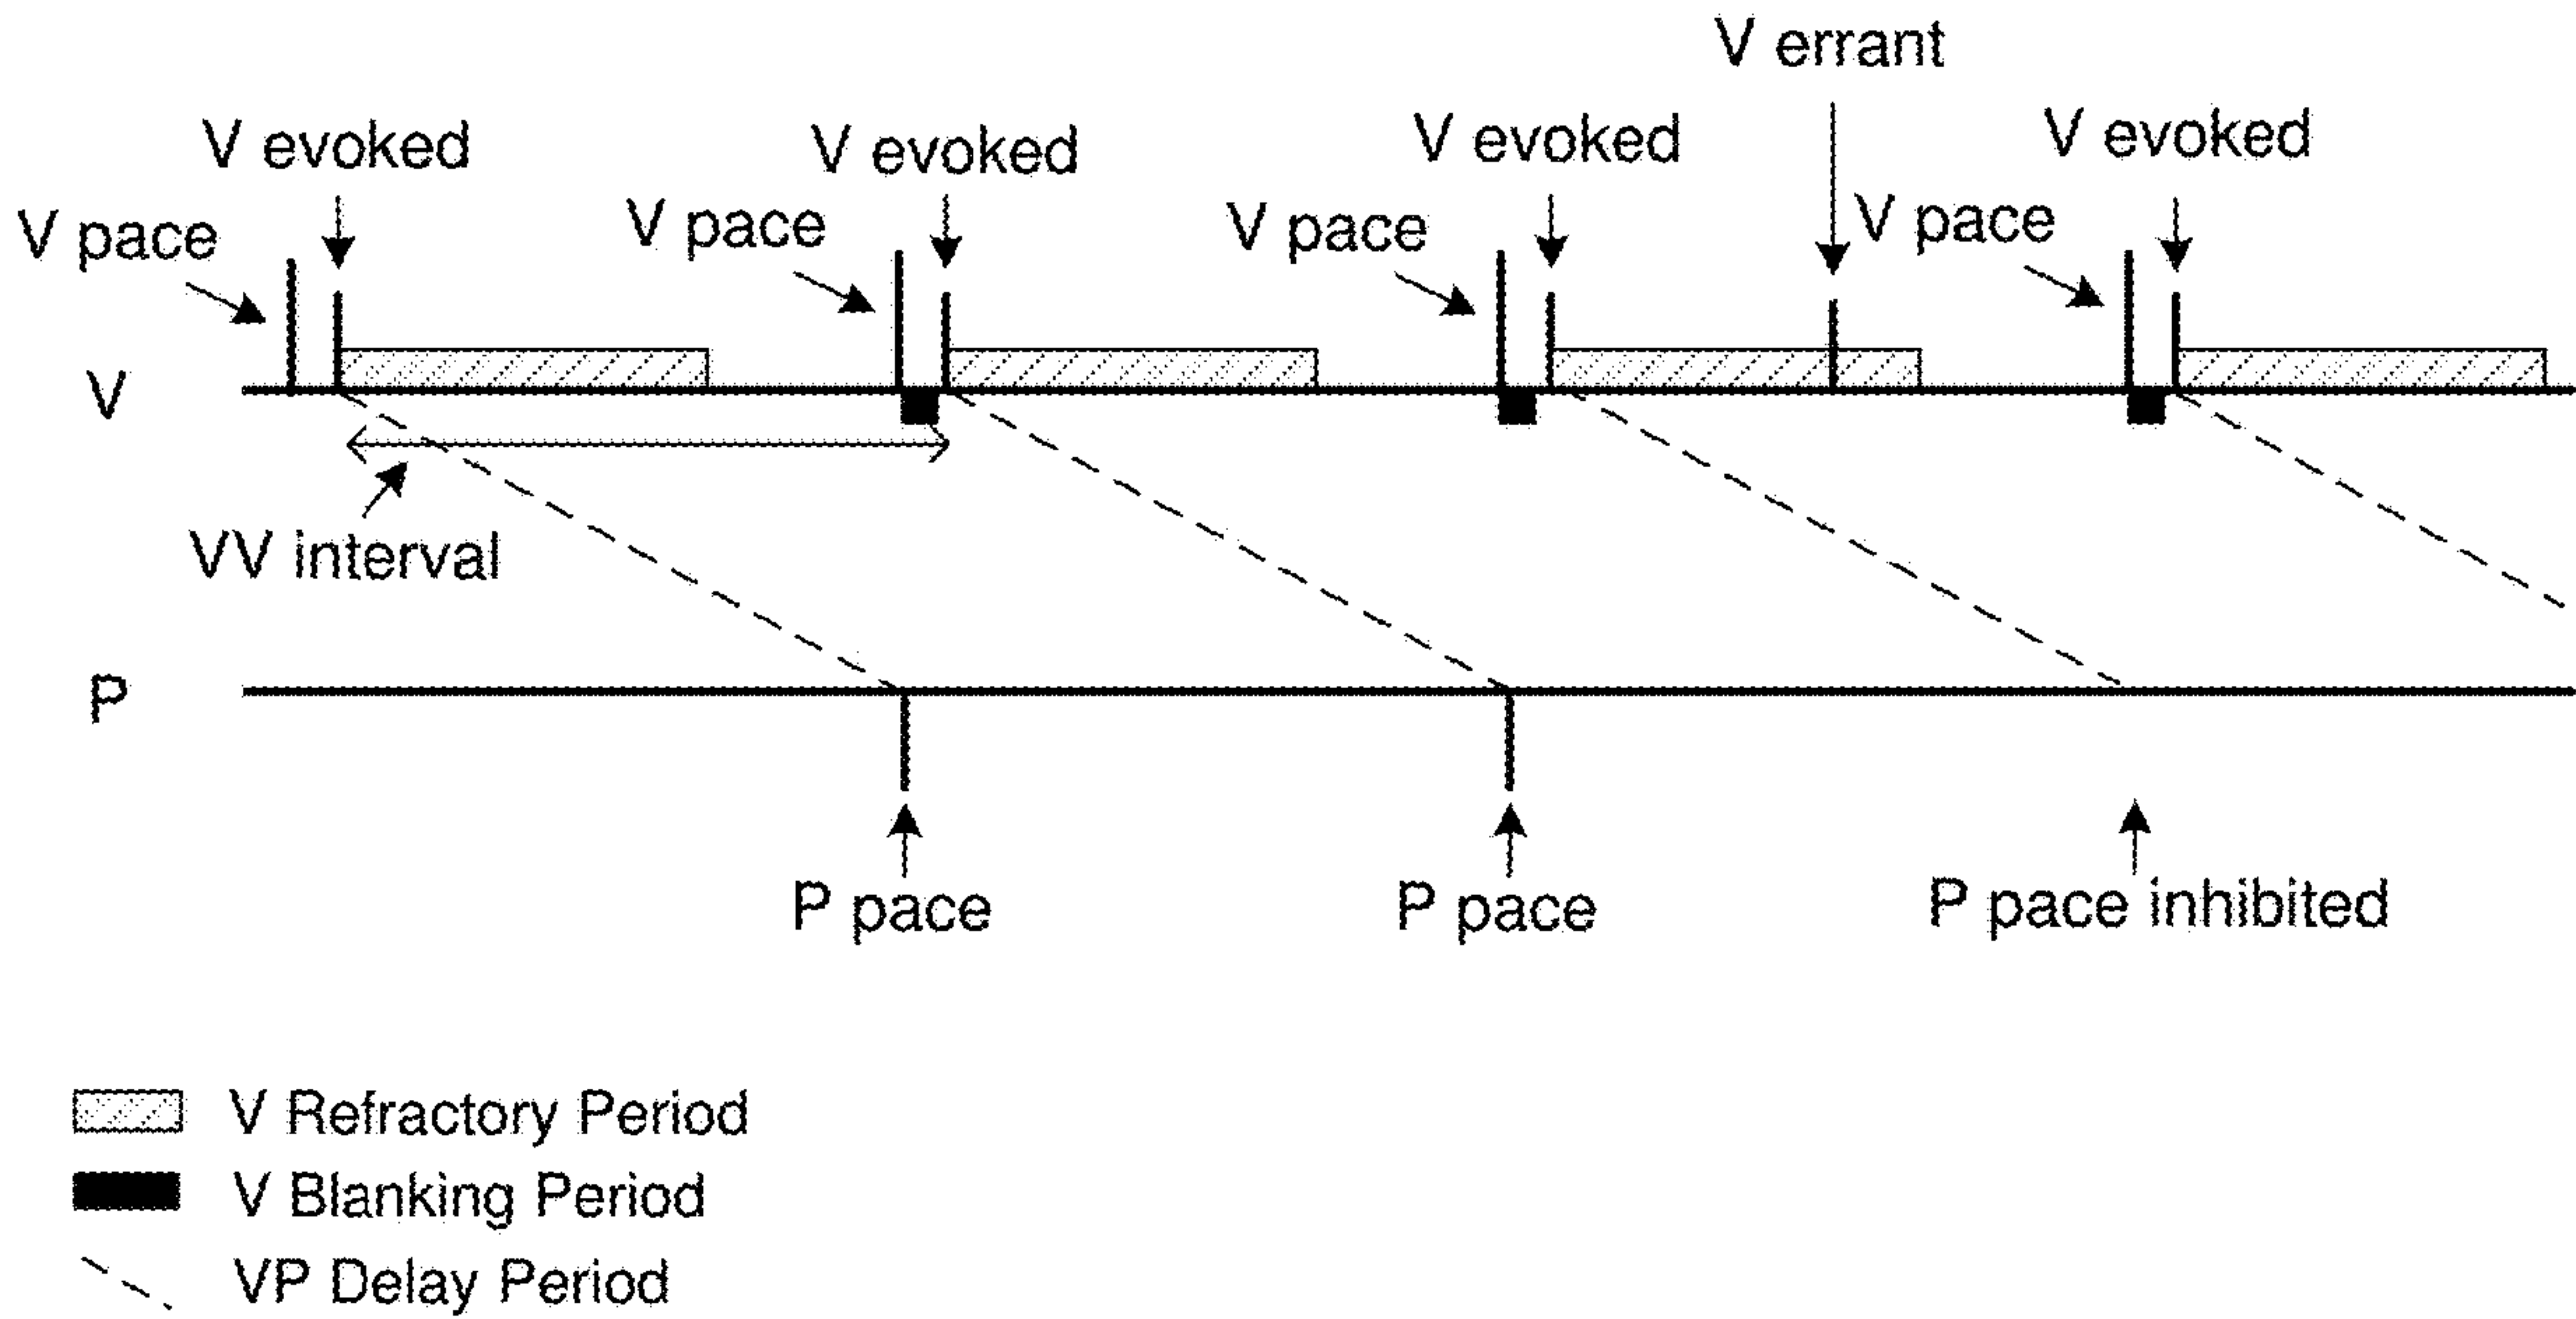 V errant
V evoked
V evoked
V evoked
V evoked
V pace
V pace
V pace
V pace
V
VV interval
P
P pace
P pace
P pace inhibited
V Refractory Period
V Blanking Period
VP Delay Period